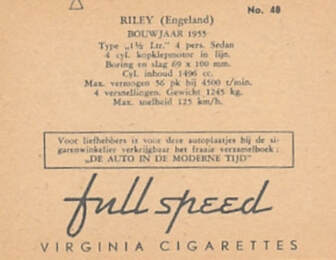 No. 48
RILEY (Engeland)
BOUWJAAR 1955
Type „1½ Ltr." 4 pers. Sedan
4 cyl. kopklepmotor in lijn.
Boring en slag 69 x 100 mm.
Cyl. inhoud 1496 cc.
Max. vermogen 56 pk bij 4500 t/min.
4 versnellingen. Gewicht 1245 kg.
Max. snelheid 125 km/h.
Voor liefhebbers is voor deze autoplaatjes bij de si-
garenwinkelier verkrijgbaar het fraaie verzamelboek:
„DE AUTO IN DE MODERNE TIJD"
full speed
VIRGINIA CIGARETTES